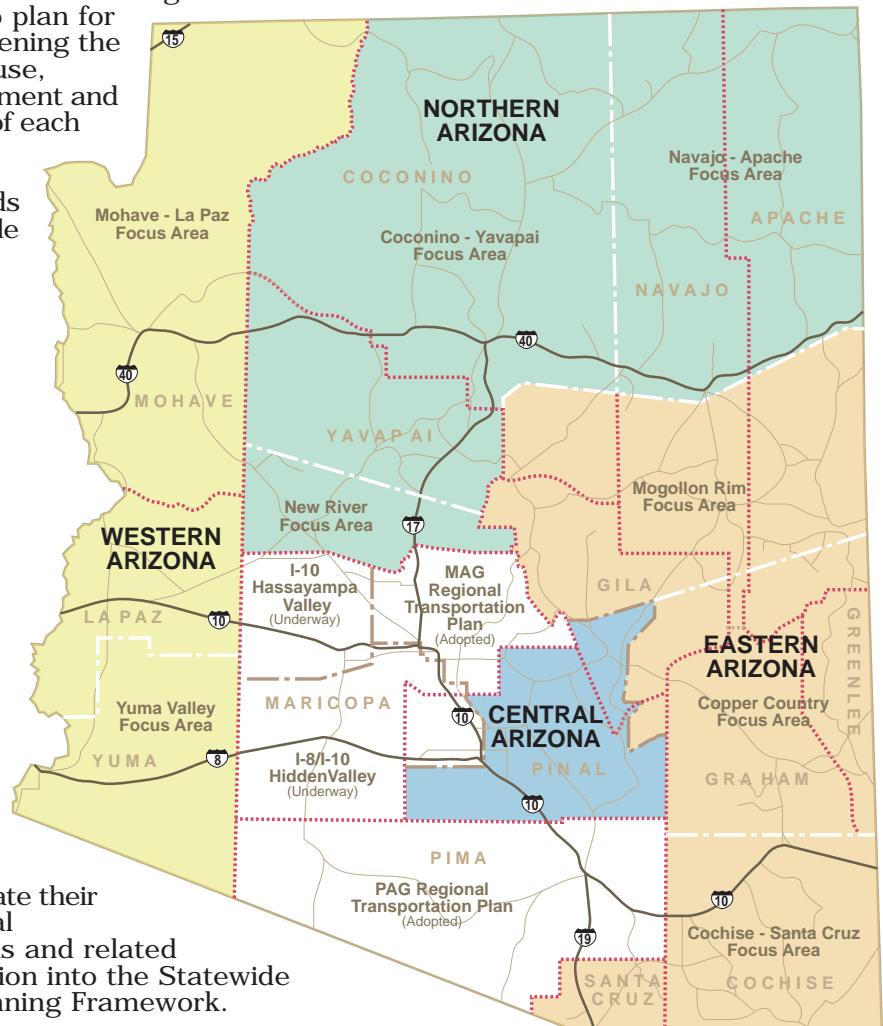 o plan for
ening the
use,
ment and
of each
ds
le
15
NORTHERN
ARIZONA
COCONINO
Navajo - Apache
Focus Area
APACHE
Mohave - La Paz
Focus Area
Coconino - Yavapai
Focus Area
NAVAJO
40
40
MOHAVE
YAVAPAI
Mogollon Rim
Focus Area
New River
Focus Area
17
WESTERN
ARIZONA
I-10
Hassayampa
Valley
(Underway)
MAG
Regional
Transportation
Plan
(Adopted)
GILA
LA PAZ
10
GREENLEE
EASTERN
ARIZONA
Copper Country
Focus Area
MARICOPA
Yuma Valley
Focus Area
10
CENTRAL
ARIZONA
YUMA
8
I-8/I-10
HiddenValley
(Underway)
PINAL
GRAHAM
10
PIMA
PAG Regional
Transportation Plan
(Adopted)
10
19
Cochise - Santa Cruz
Focus Area
SANTA
CRUZ
COCHISE
ate their
al
s and related
ion into the Statewide
nning Framework.